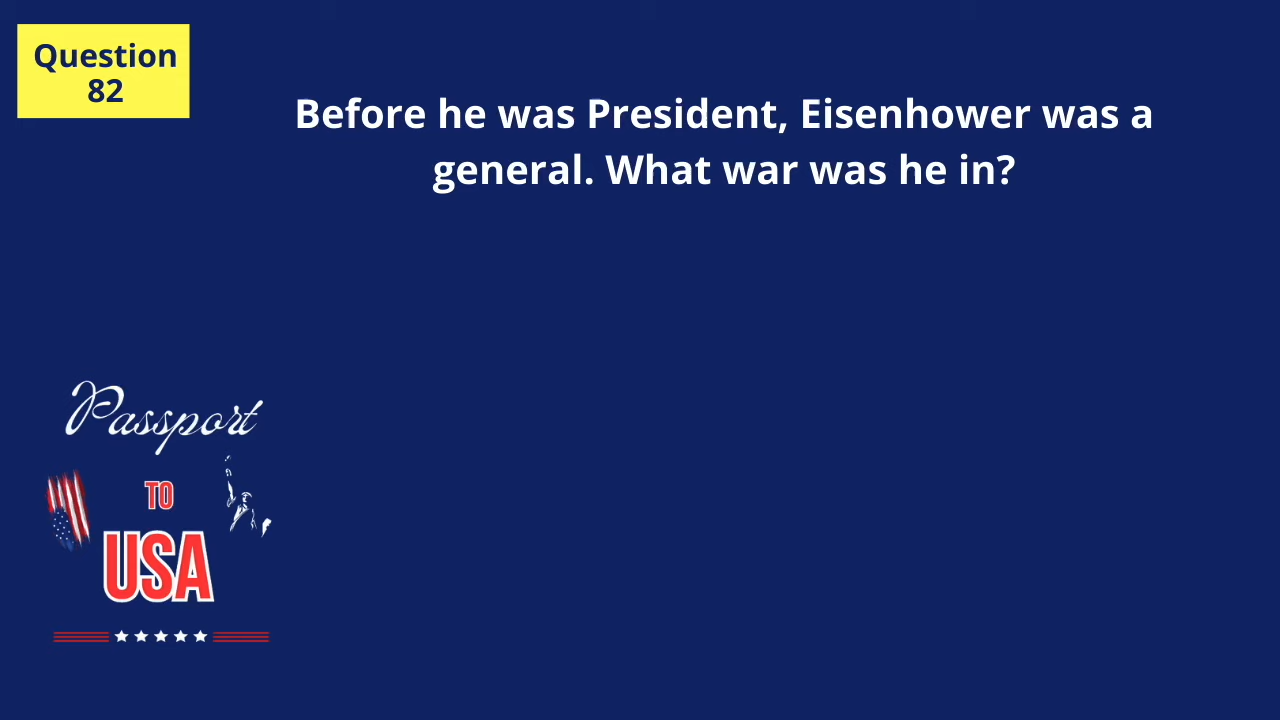 Question
82
Before he was President, Eisenhower was a
general. What war was he in?
Passport
TO
USA